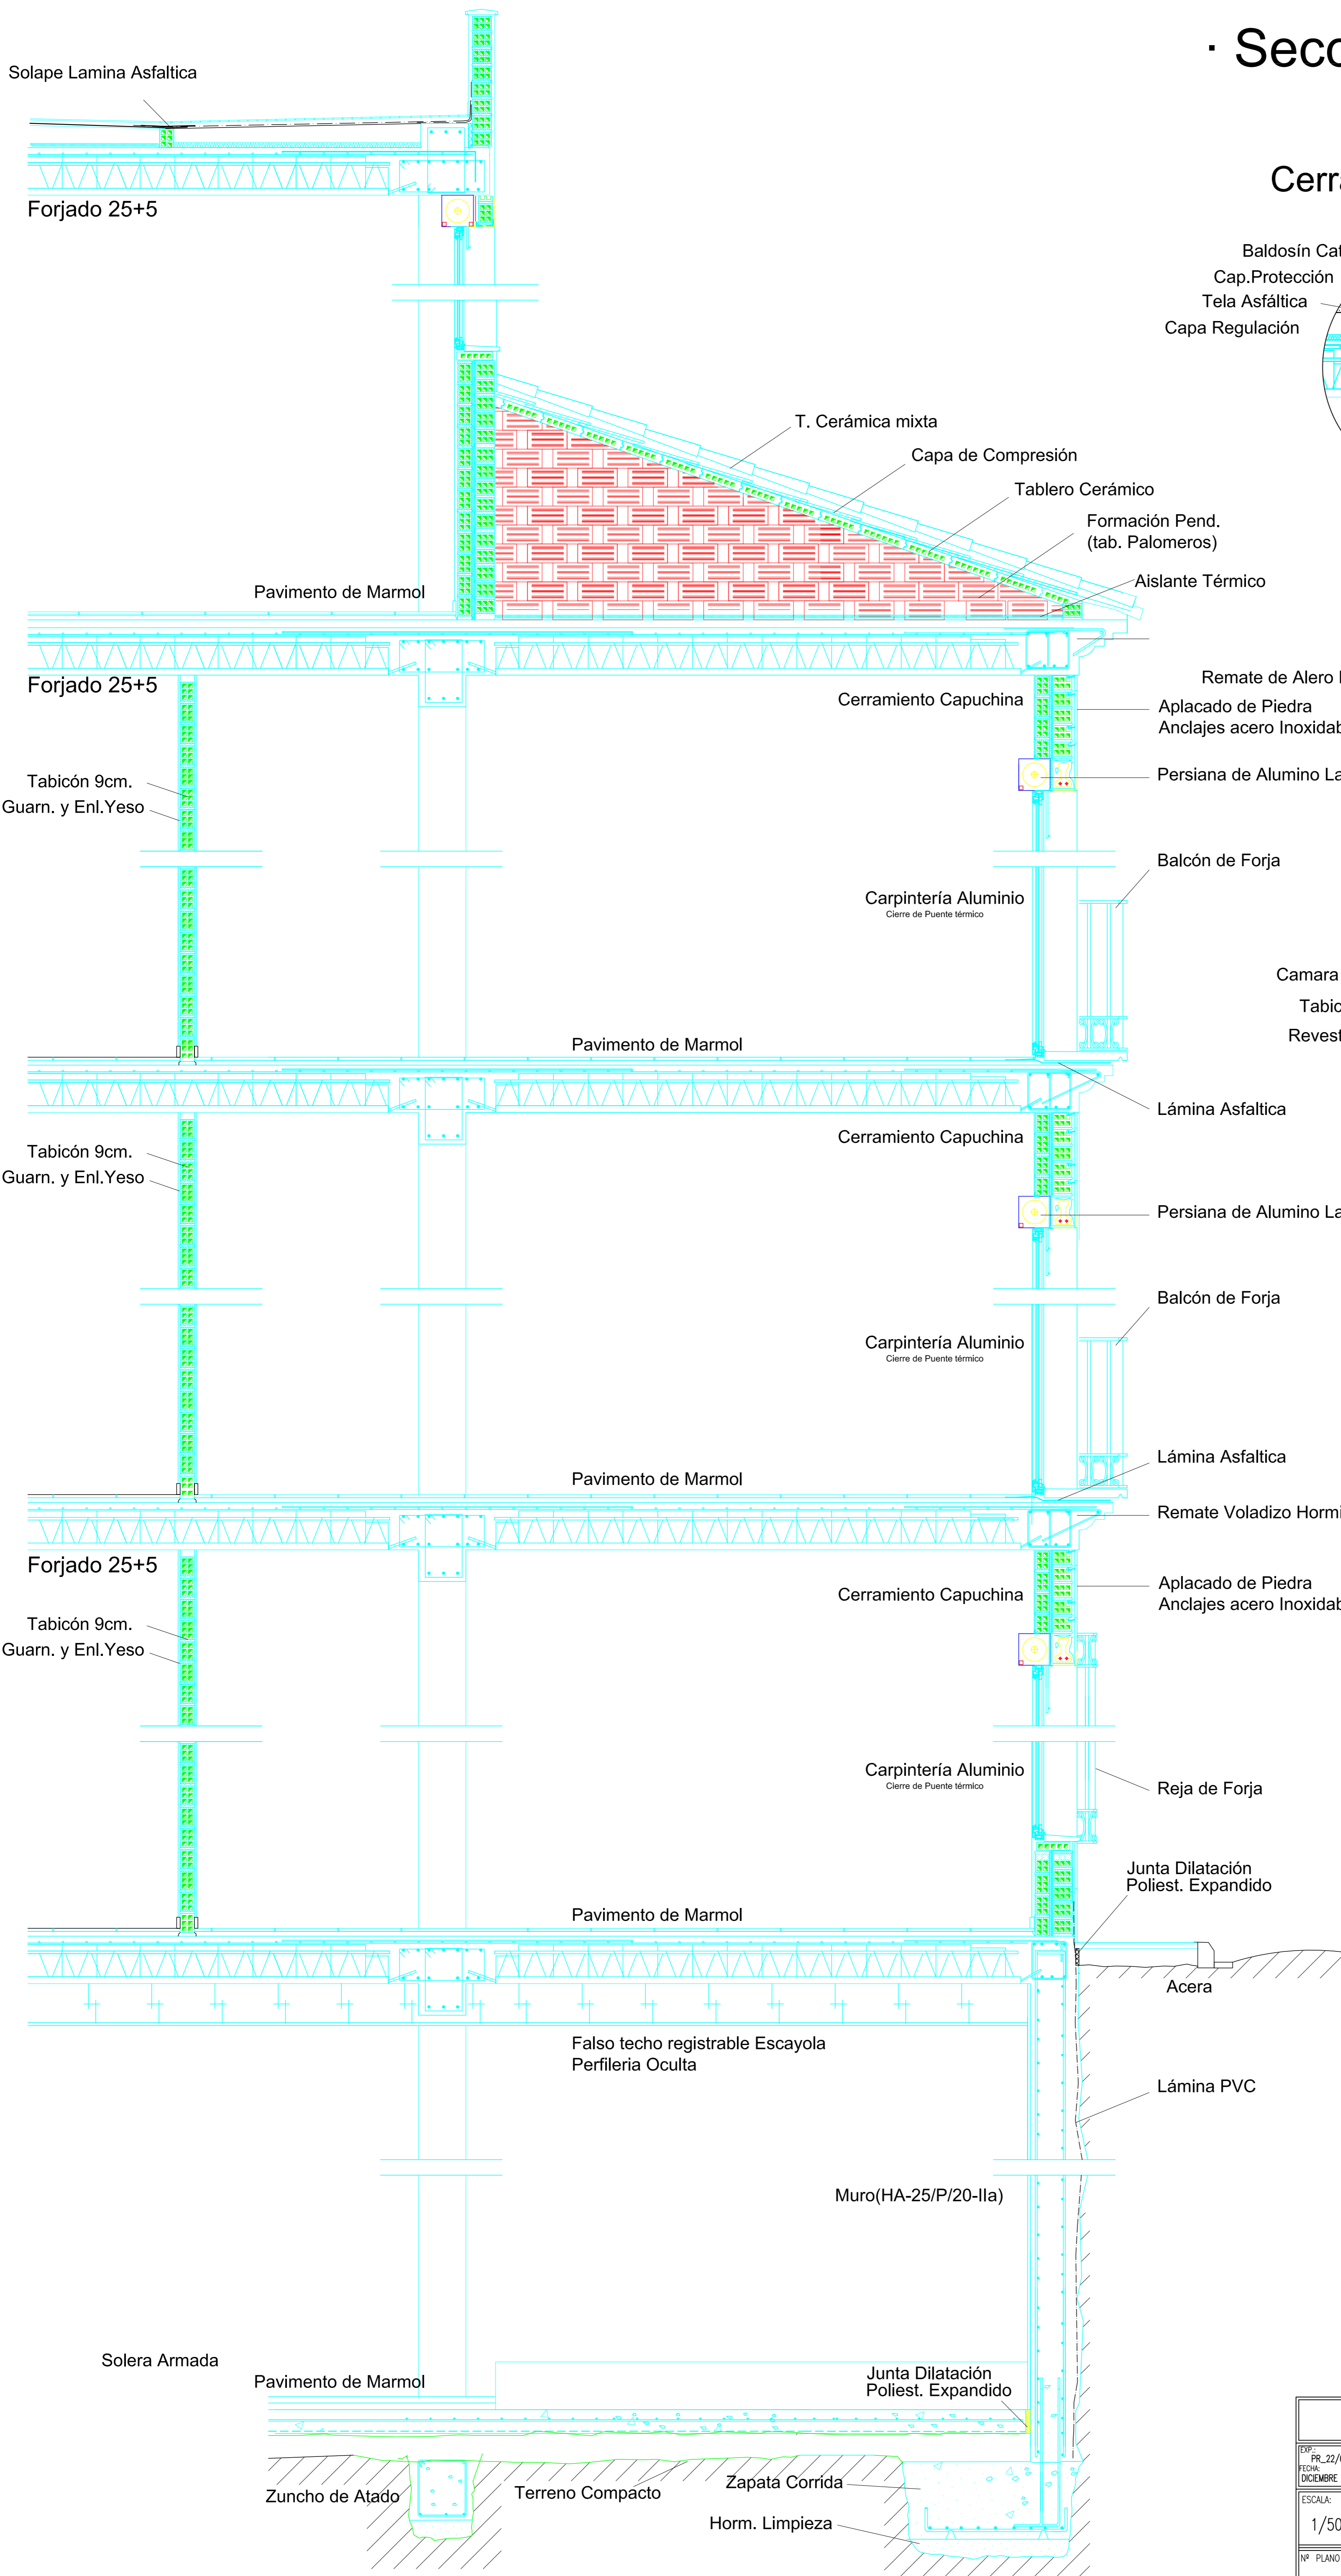 · Secc
Solape Lamina Asfaltica
Cerra
Forjado 25+5
Baldosín Cat
Cap.Protección
Tela Asfáltica
Capa Regulación
T. Cerámica mixta
Capa de Compresión
Tablero Cerámico
Formación Pend.
(tab. Palomeros)
Aislante Térmico
Pavimento de Marmol
Forjado 25+5
Remate de Alero
Cerramiento Capuchina
Aplacado de Piedra
Anclajes acero Inoxidab
Persiana de Alumino La
Tabicón 9cm.
Guarn. y Enl.Yeso
Balcón de Forja
Carpintería Aluminio
Cierre de Puente térmico
Camara
Tabic
Revest
Pavimento de Marmol
Lámina Asfaltica
Cerramiento Capuchina
Tabicón 9cm.
Guarn. y Enl.Yeso
Persiana de Alumino La
Balcón de Forja
Carpintería Aluminio
Cierre de Puente térmico
Lámina Asfaltica
Pavimento de Marmol
Remate Voladizo Hormi
Forjado 25+5
Aplacado de Piedra
Anclajes acero Inoxidab
Cerramiento Capuchina
Tabicón 9cm.
Guarn. y Enl.Yeso
Carpintería Aluminio
Cierre de Puente térmico
Reja de Forja
Junta Dilatación
Poliest. Expandido
Pavimento de Marmol
Acera
Falso techo registrable Escayola
Perfileria Oculta
Lámina PVC
Muro(HA-25/P/20-IIa)
Solera Armada
Pavimento de Marmol
Junta Dilatación
Poliest. Expandido
EXP.:
PR_22/
FECHA:
DICIEMBRE
Zapata Corrida
Terreno Compacto
Zuncho de Atado
ESCALA:
1/50
Horm. Limpieza
Nº PLANO